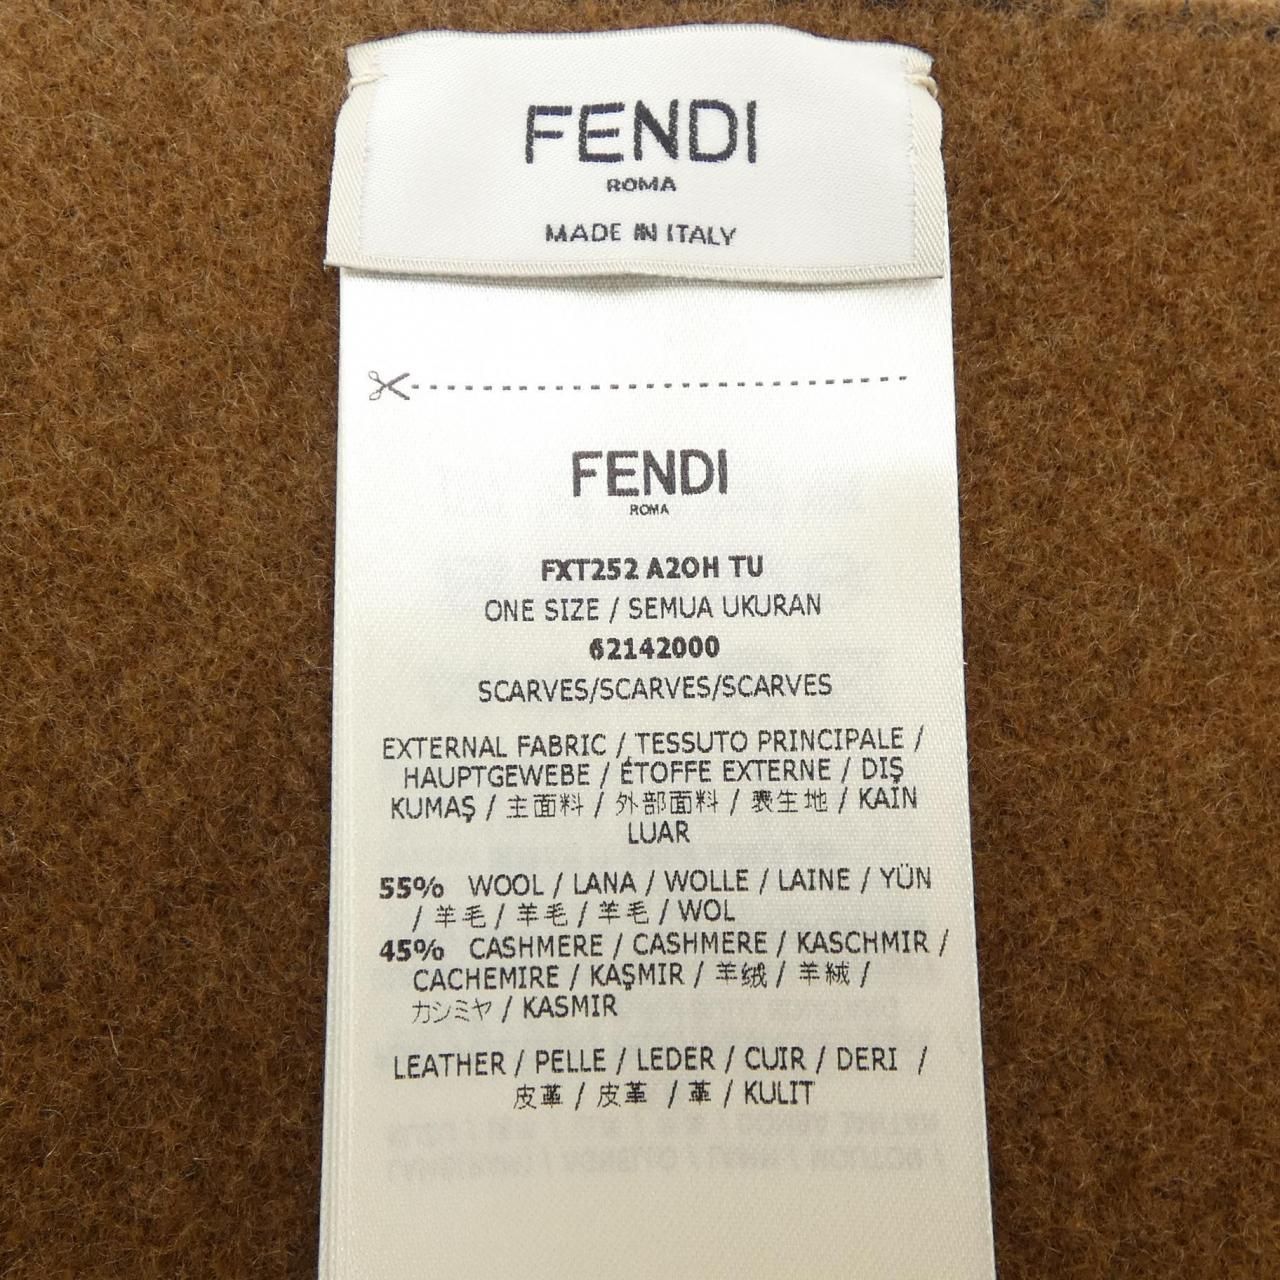 FENDI
ROMA
MADE IN ITALY
FENDI
ROMA
FXT252 A2OH TU
ONE SIZE / SEMUA UKURAN
62142000
SCARVES/SCARVES/SCARVES
EXTERNAL FABRIC / TESSUTO PRINCIPALE /
HAUPTGEWEBE / ÉTOFFE EXTERNE / DIŞ
KUMAŞ / 主面料 / 外部面料 / 表生地 / KAIN
LUAR
55% WOOL / LANA / WOLLE / LAINE / YÜN
/ 羊毛 / 羊毛 / 羊毛 / WOL
45% CASHMERE / CASHMERE / KASCHMIR /
CACHEMIRE / KAŞMIR / 羊绒 / 羊絨 /
カシミヤ / KASMIR
LEATHER / PELLE / LEDER / CUIR / DERI /
皮革 / 皮革 / 革 / KULIT